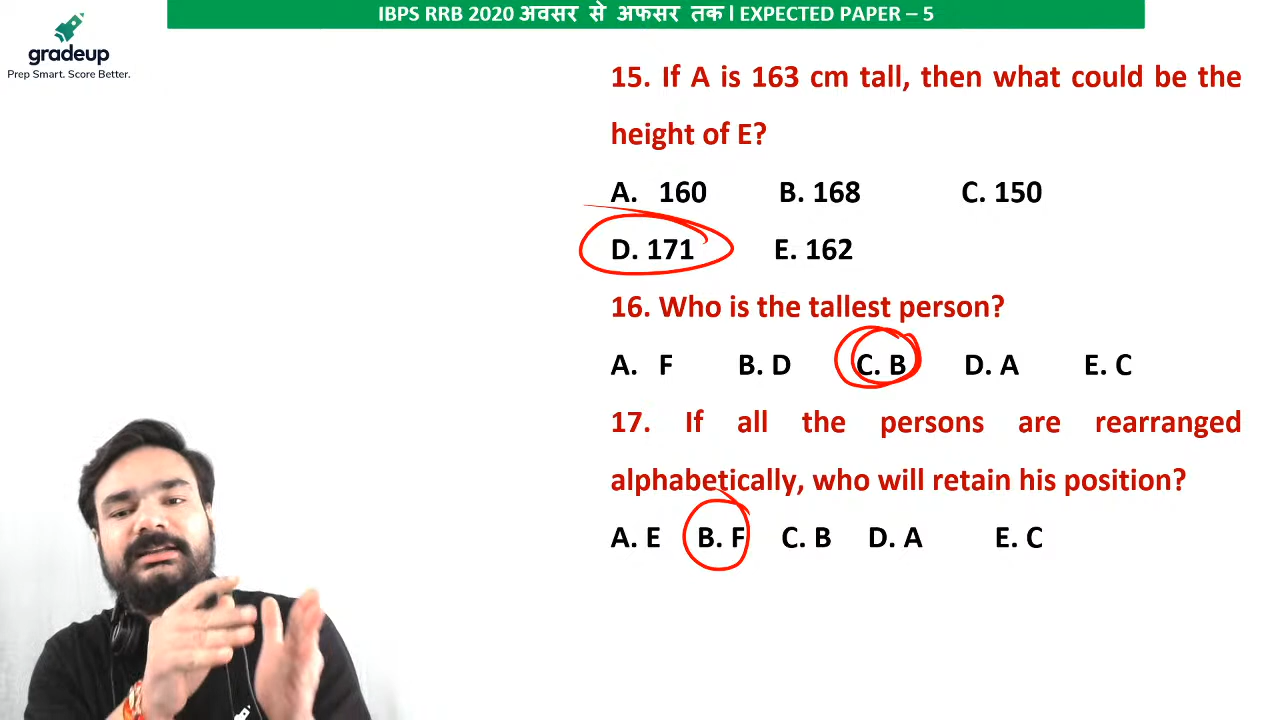 IBPS RRB 2020 अवसर से अफसर तक l EXPECTED PAPER – 5
gradeup
Prep Smart. Score Better.
15. If A is 163 cm tall, then what could be the
height of E?
A. 160 B. 168 C. 150
D. 171 E. 162
16. Who is the tallest person?
A. F B. D C. B D. A E. C
17. If all the persons are rearranged
alphabetically, who will retain his position?
A. E B. F C. B D. A E. C